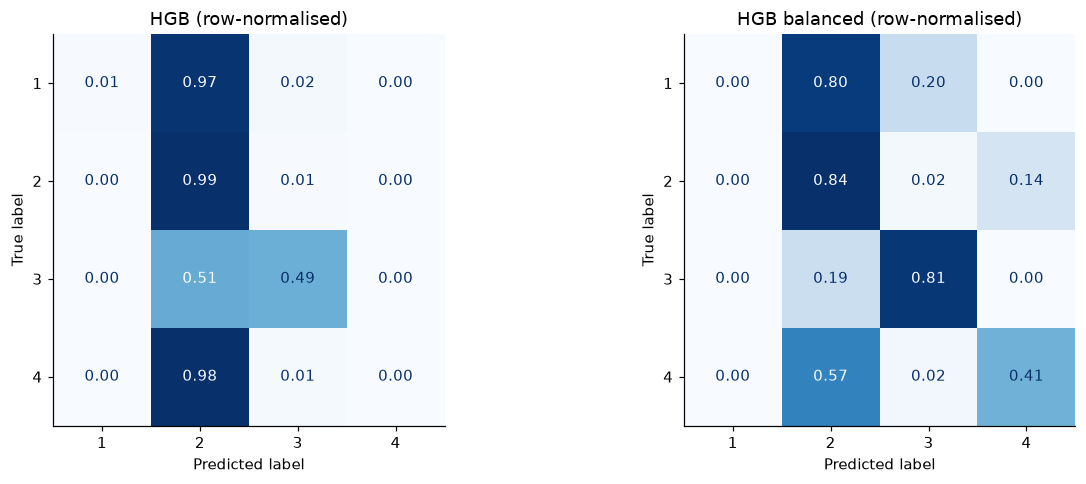 HGB (row-normalised)
True label
1 0.01 0.97 0.02 0.00
2 0.00 0.99 0.01 0.00
3 0.00 0.51 0.49 0.00
4 0.00 0.98 0.01 0.00
1 2 3 4
Predicted label
HGB balanced (row-normalised)
True label
1 0.00 0.80 0.20 0.00
2 0.00 0.84 0.02 0.14
3 0.00 0.19 0.81 0.00
4 0.00 0.57 0.02 0.41
1 2 3 4
Predicted label